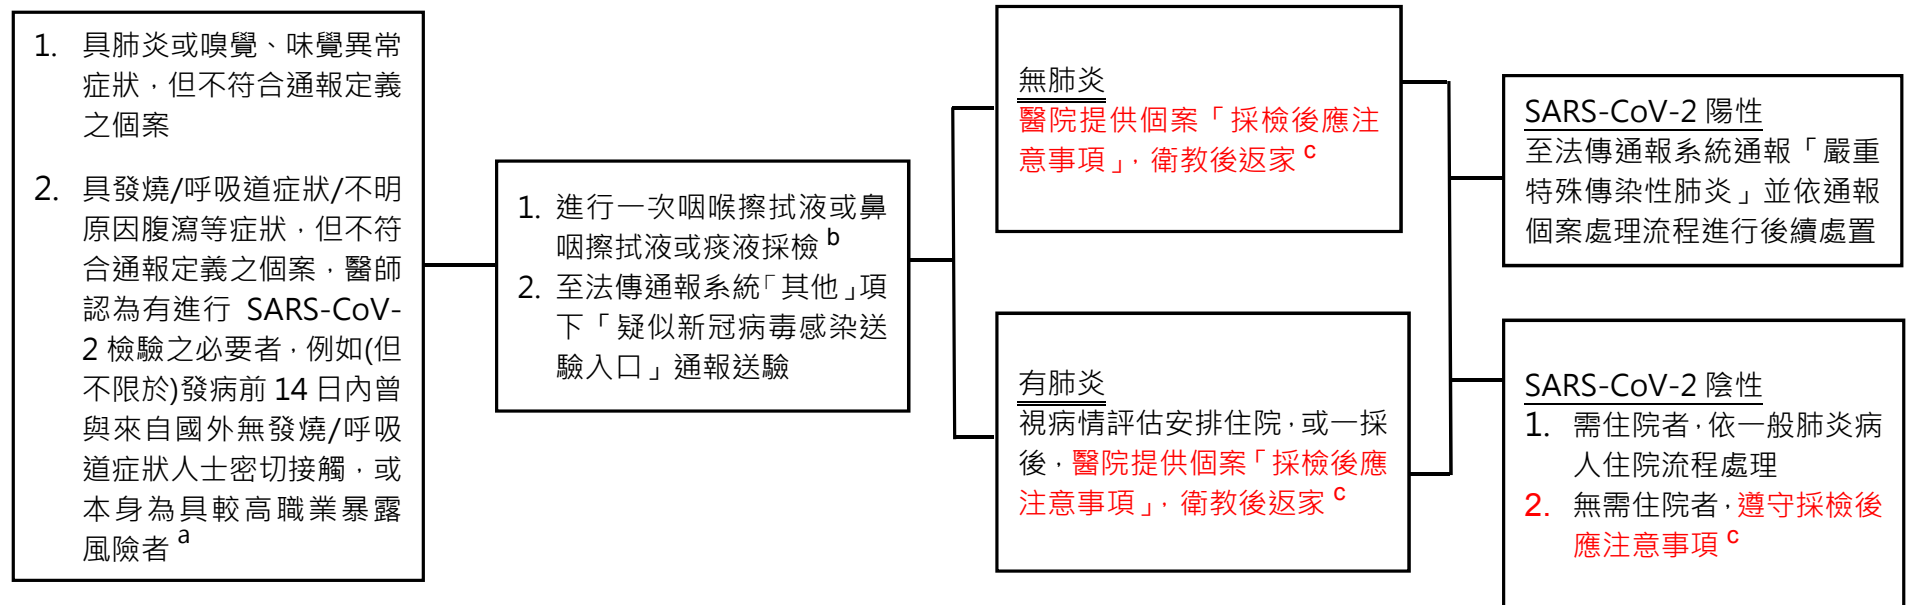 1. 具肺炎或嗅覺、味覺異常
症狀，但不符合通報定義
之個案
2. 具發燒/呼吸道症狀/不明
原因腹瀉等症狀，但不符
合通報定義之個案，醫師
認為有進行 SARS-CoV-
2 檢驗之必要者，例如(但
不限於)發病前 14 日內曾
與來自國外無發燒/呼吸
道症狀人士密切接觸，或
本身為具較高職業暴露
風險者 a
1. 進行一次咽喉擦拭液或鼻
咽擦拭液或痰液採檢 b
2. 至法傳通報系統「其他」項
下「疑似新冠病毒感染送
驗入口」通報送驗
無肺炎
醫院提供個案「採檢後應注
意事項」，衛教後返家 c
有肺炎
視病情評估安排住院，或一採
後，醫院提供個案「採檢後應
注意事項」，衛教後返家 c
SARS-CoV-2 陽性
至法傳通報系統通報「嚴重
特殊傳染性肺炎」並依通報
個案處理流程進行後續處置
SARS-CoV-2 陰性
1. 需住院者，依一般肺炎病
人住院流程處理
2. 無需住院者，遵守採檢後
應注意事項 c